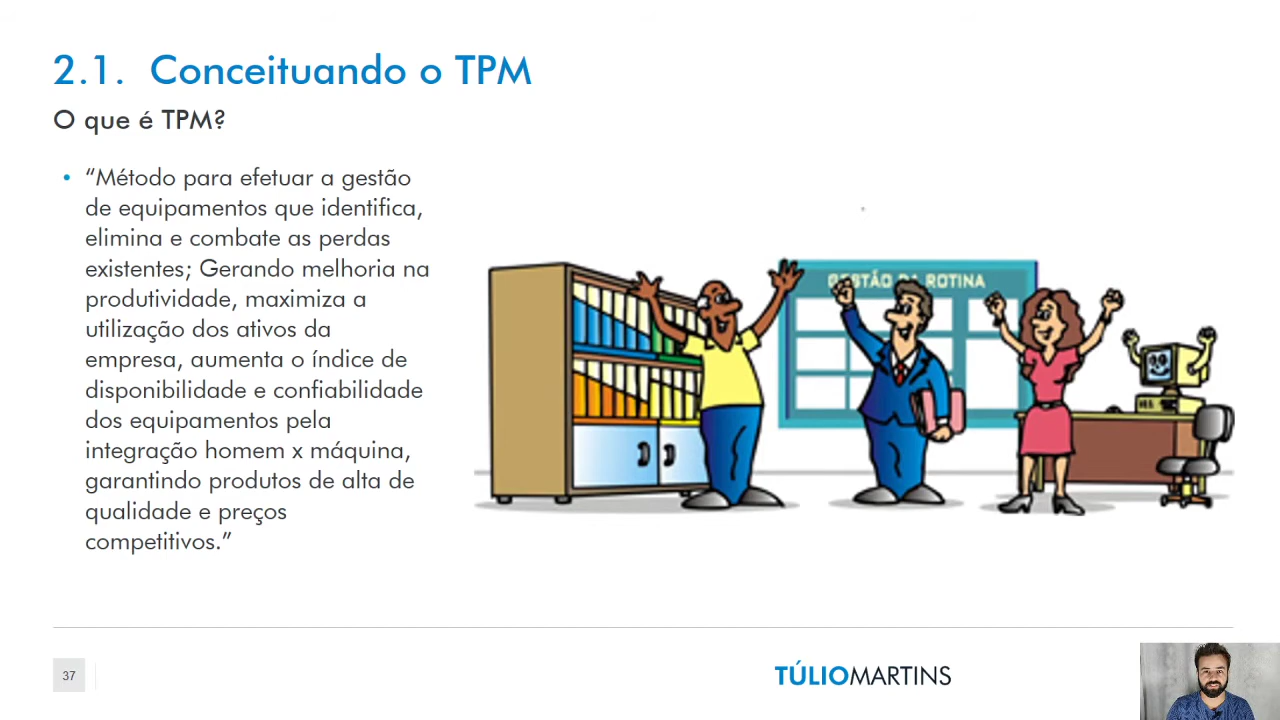 2.1. Conceituando o TPM
O que é TPM?
• “Método para efetuar a gestão
de equipamentos que identifica,
elimina e combate as perdas
existentes; Gerando melhoria na
produtividade, maximiza a
utilização dos ativos da
empresa, aumenta o índice de
disponibilidade e confiabilidade
dos equipamentos pela
integração homem x máquina,
garantindo produtos de alta de
qualidade e preços
competitivos.”
GESTÃO DA ROTINA
37
TÚLIOMARTINS